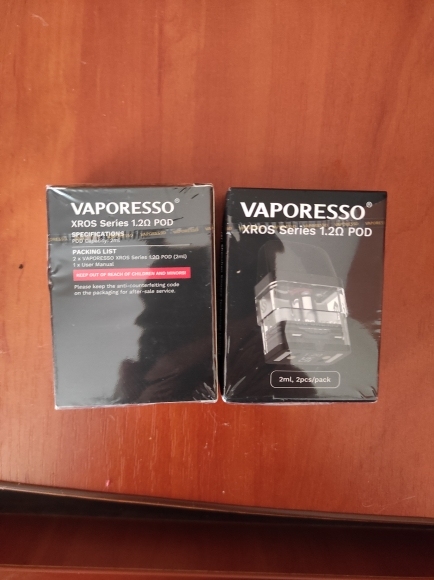 VAPORESSO®
XROS Series 1.2Ω POD
SPECIFICATIONS
POD Capacity: 2ml
PACKING LIST
2 x VAPORESSO XROS Series 1.2Ω POD (2ml)
1 x User Manual
KEEP OUT OF REACH OF CHILDREN AND MINORS
Please keep the anti-counterfeiting code
on the packaging for after-sale service.
VAPORESSO®
XROS Series 1.2Ω POD
2ml, 2pcs/pack